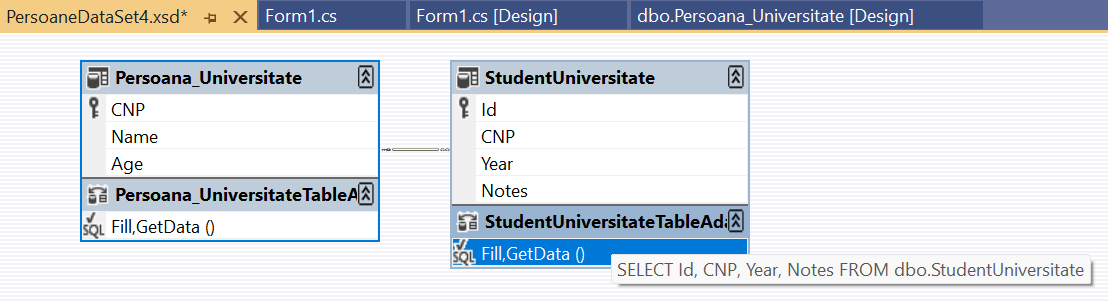 PersoaneDataSet4.xsd* Form1.cs Form1.cs [Design] dbo.Persoana_Universitate [Design]
Persoana_Universitate
CNP
Name
Age
Persoana_UniversitateTableA
SQL Fill,GetData ()
StudentUniversitate
Id
CNP
Year
Notes
StudentUniversitateTableAda
SQL Fill,GetData ()
SELECT Id, CNP, Year, Notes FROM dbo.StudentUniversitate